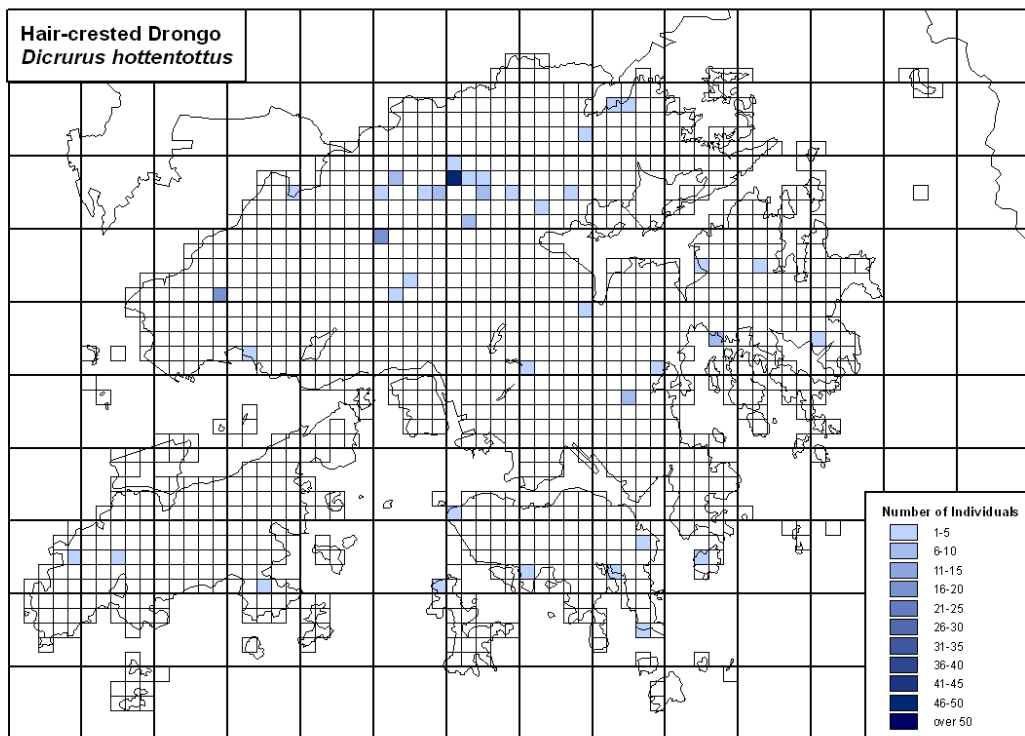 Hair-crested Drongo
Dicrurus hottentottus
Number of Individuals
1-5
6-10
11-15
16-20
21-25
26-30
31-35
36-40
41-45
46-50
over 50